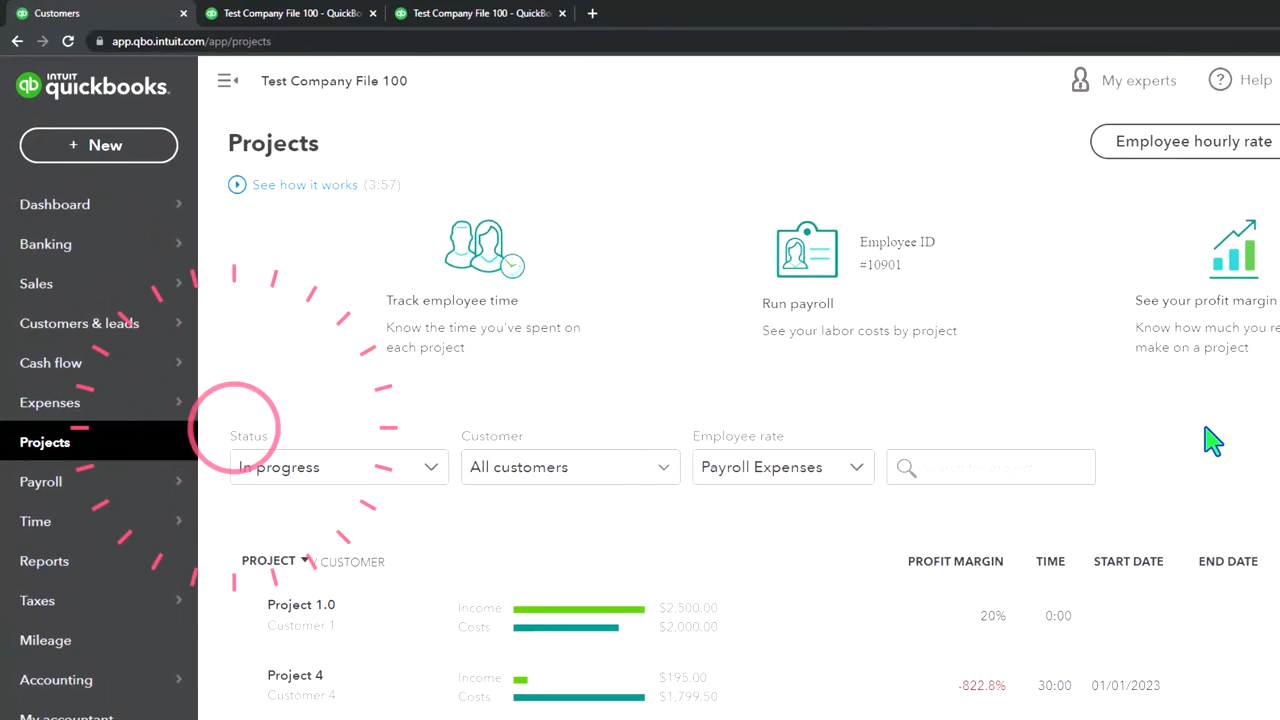 Customers
Test Company File 100 - QuickBo
Test Company File 100 - QuickBo
app.qbo.intuit.com/app/projects
INTUIT
quickbooks.
qb
Test Company File 100
My experts
Help
+ New
Projects
Employee hourly rate
See how it works (3:57)
Dashboard
Banking
Sales
Customers & leads
Cash flow
Expenses
Projects
Payroll
Time
Reports
Taxes
Mileage
Accounting
My accountant
Track employee time
Know the time you've spent on
each project
Employee ID
#10901
Run payroll
See your labor costs by project
See your profit margin
Know how much you re
make on a project
Status
Customer
Employee rate
In progress
All customers
Payroll Expenses
Search for project
PROJECT / CUSTOMER
PROFIT MARGIN
TIME
START DATE
END DATE
Project 1.0
Customer 1
Income $2,500.00
Costs $2,000.00
20%
0:00
Project 4
Customer 4
Income $195.00
Costs $1,799.50
-822.8%
30:00
01/01/2023